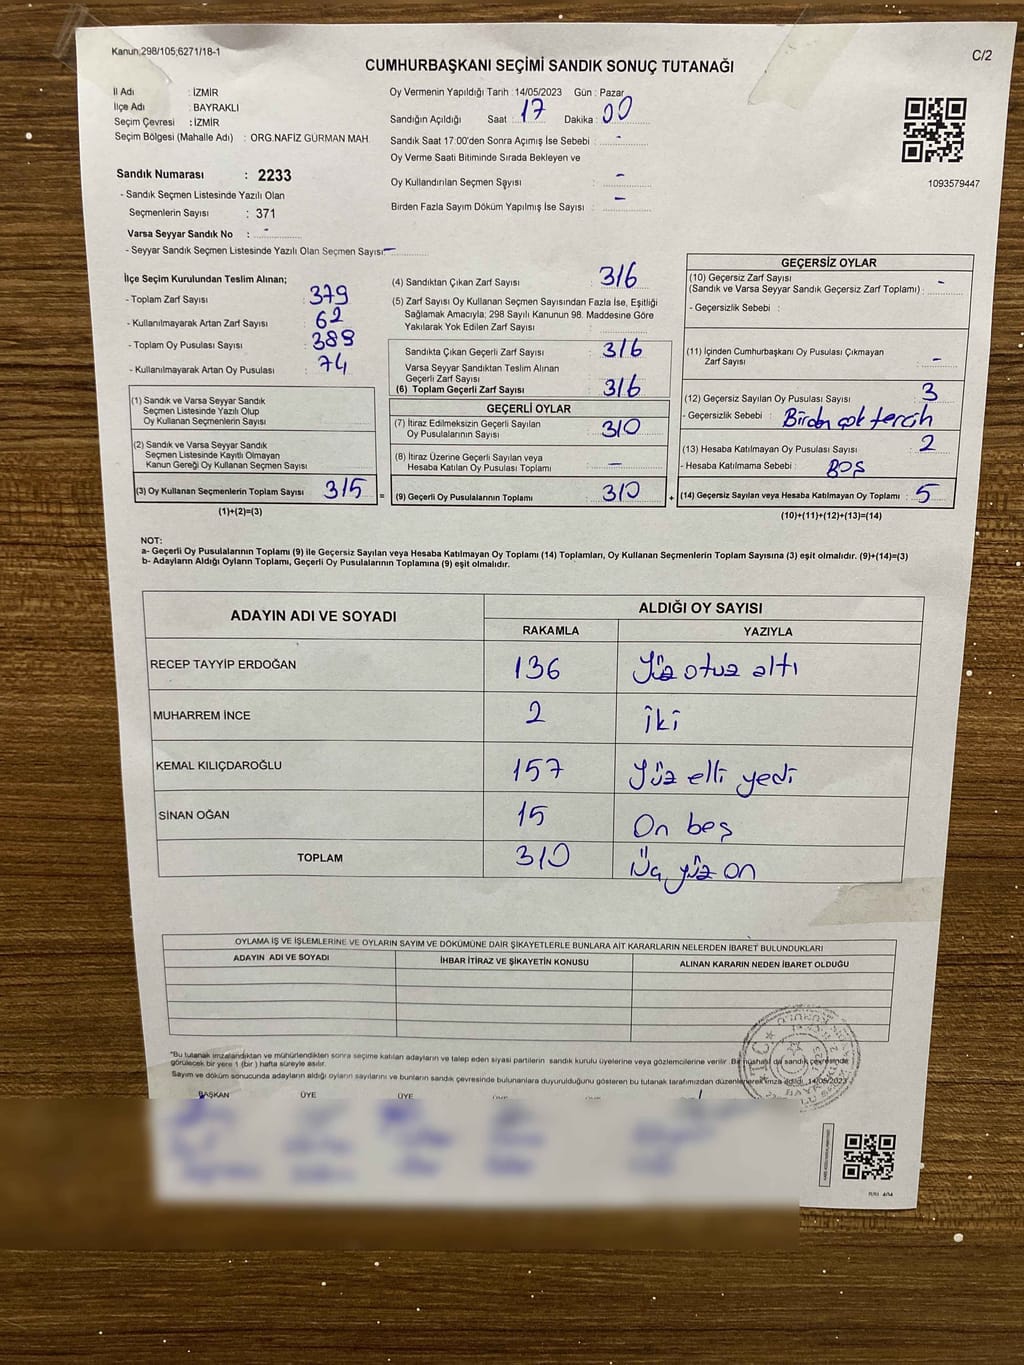 Kanun 298/105,6271/18-1
C/2
CUMHURBAŞKANI SEÇİMİ SANDIK SONUÇ TUTANAĞI
İl Adı : İZMİR
İlçe Adı : BAYRAKLI
Seçim Çevresi : İZMİR
Seçim Bölgesi (Mahalle Adı) : ORG.NAFİZ GÜRMAN MAH.
Oy Vermenin Yapıldığı Tarih : 14/05/2023 Gün : Pazar
Sandığın Açıldığı Saat : 17 Dakika : 00
Sandık Saat 17:00'den Sonra Açımış İse Sebebi : -
Oy Verme Saati Bitiminde Sırada Bekleyen ve
Oy Kullandırılan Seçmen Sayısı : -
Birden Fazla Sayım Döküm Yapılmış İse Sayısı : -
1093579447
Sandık Numarası : 2233
- Sandık Seçmen Listesinde Yazılı Olan
Seçmenlerin Sayısı : 371
Varsa Seyyar Sandık No : -
- Seyyar Sandık Seçmen Listesinde Yazılı Olan Seçmen Sayısı: -
İlçe Seçim Kurulundan Teslim Alınan;
- Toplam Zarf Sayısı : 379
- Kullanılmayarak Artan Zarf Sayısı : 62
- Toplam Oy Pusulası Sayısı : 389
- Kullanılmayarak Artan Oy Pusulası : 74
(1) Sandık ve Varsa Seyyar Sandık
Seçmen Listesinde Yazılı Olup
Oy Kullanan Seçmenlerin Sayısı
(2) Sandık ve Varsa Seyyar Sandık
Seçmen Listesinde Kayıtlı Olmayan
Kanun Gereği Oy Kullanan Seçmen Sayısı
(3) Oy Kullanan Seçmenlerin Toplam Sayısı 315 =
(1)+(2)=(3)
(4) Sandıktan Çıkan Zarf Sayısı : 316
(5) Zarf Sayısı Oy Kullanan Seçmen Sayısından Fazla İse, Eşitliği
Sağlamak Amacıyla; 298 Sayılı Kanunun 98. Maddesine Göre
Yakılarak Yok Edilen Zarf Sayısı :
Sandıkta Çıkan Geçerli Zarf Sayısı : 316
Varsa Seyyar Sandıktan Teslim Alınan
Geçerli Zarf Sayısı
(6) Toplam Geçerli Zarf Sayısı : 316
GEÇERLİ OYLAR
(7) İtiraz Edilmeksizin Geçerli Sayılan
Oy Pusulalarının Sayısı : 310
(8) İtiraz Üzerine Geçerli Sayılan veya
Hesaba Katılan Oy Pusulası Toplamı : -
(9) Geçerli Oy Pusulalarının Toplamı : 310 +
GEÇERSİZ OYLAR
(10) Geçersiz Zarf Sayısı
(Sandık ve Varsa Seyyar Sandık Geçersiz Zarf Toplamı) : -
- Geçersizlik Sebebi :
(11) İçinden Cumhurbaşkanı Oy Pusulası Çıkmayan
Zarf Sayısı : -
(12) Geçersiz Sayılan Oy Pusulası Sayısı : 3
- Geçersizlik Sebebi : Birden çok tercih
(13) Hesaba Katılmayan Oy Pusulası Sayısı : 2
- Hesaba Katılmama Sebebi : BOŞ
(14) Geçersiz Sayılan veya Hesaba Katılmayan Oy Toplamı : 5
(10)+(11)+(12)+(13)=(14)
NOT:
a- Geçerli Oy Pusulalarının Toplamı (9) ile Geçersiz Sayılan veya Hesaba Katılmayan Oy Toplamı (14) Toplamları, Oy Kullanan Seçmenlerin Toplam Sayısına (3) eşit olmalıdır. (9)+(14)=(3)
b- Adayların Aldığı Oyların Toplamı, Geçerli Oy Pusulalarının Toplamına (9) eşit olmalıdır.
ADAYIN ADI VE SOYADI ALDIĞI OY SAYISI
RAKAMLA YAZIYLA
RECEP TAYYİP ERDOĞAN 136 Yüz otuz altı
MUHARREM İNCE 2 iki
KEMAL KILIÇDAROĞLU 157 Yüz elli yedi
SİNAN OĞAN 15 On beş
TOPLAM 310 Üç yüz on
OYLAMA İŞ VE İŞLEMLERİNE VE OYLARIN SAYIM VE DÖKÜMÜNE DAİR ŞİKAYETLERLE BUNLARA AİT KARARLARIN NELERDEN İBARET BULUNDUKLARI
ADAYIN ADI VE SOYADI İHBAR İTİRAZ VE ŞİKAYETİN KONUSU ALINAN KARARIN NEDEN İBARET OLDUĞU
"Bu tutanak imzalandıktan ve mühürlendikten sonra seçime katılan adayların ve talep eden siyasi partilerin sandık kurulu üyelerine veya gözlemcilerine verilir. Bir nüshası da sandık çevresinde
görülecek bir yere 1 (bir) hafta süreyle asılır.
Sayım ve döküm sonucunda adayların aldığı oyların sayılarını ve bunların sandık çevresinde bulunanlara duyurulduğunu gösteren bu tutanak tarafımızdan düzenlenerek imza edildi. 14/05/2023
BAŞKAN ÜYE ÜYE